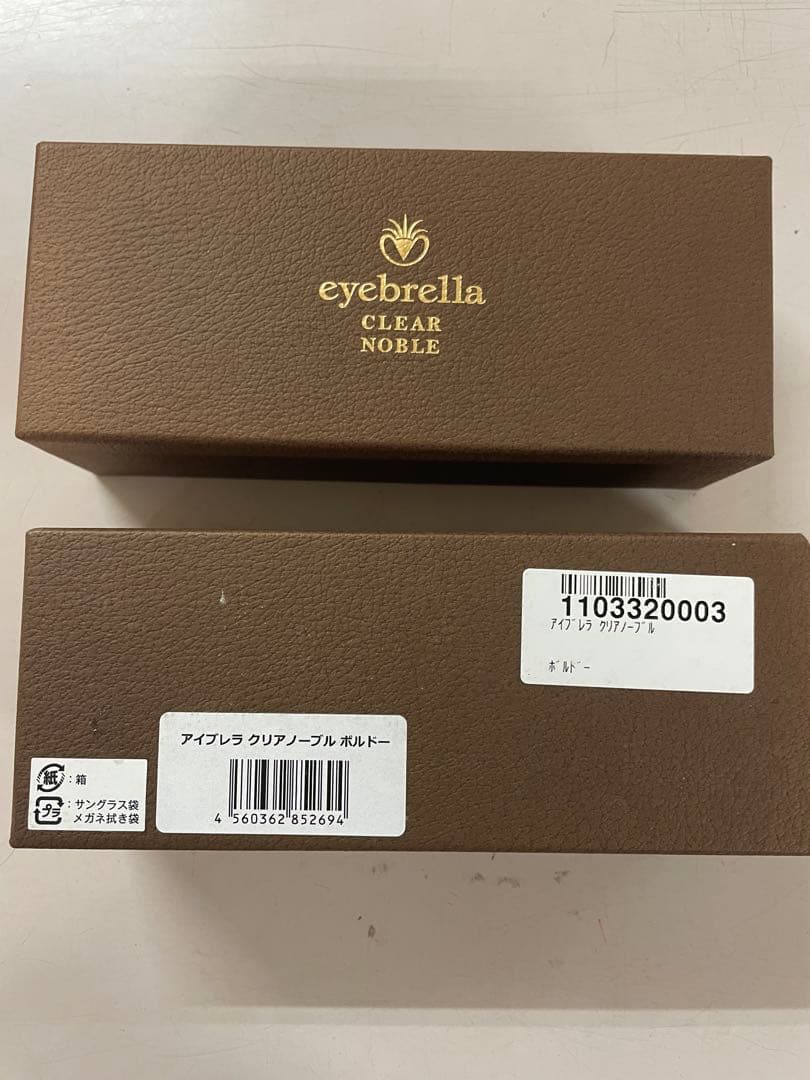 eyebrella
CLEAR
NOBLE
1103320003
ｱｲﾌﾞﾚﾗ ｸﾘｱﾉｰﾌﾞﾙ
ﾎﾞﾙﾄﾞｰ
アイブレラ クリアノーブル ボルドー
4 560362 852694
紙：箱
プラ：サングラス袋
メガネ拭き袋